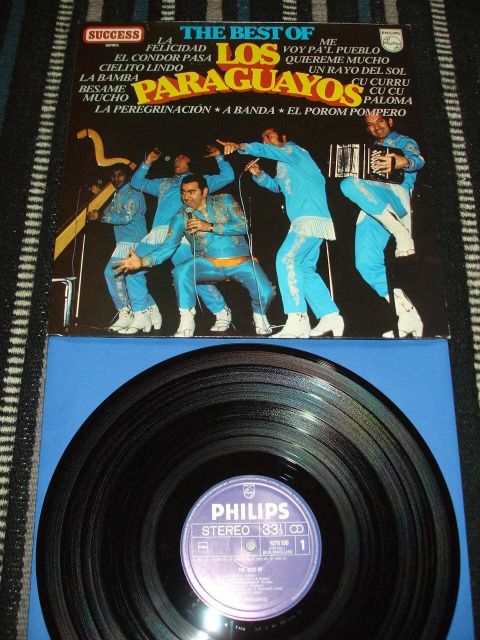 SUCCESS
SERIES
THE BEST OF
LOS
PARAGUAYOS
PHILIPS
LA
FELICIDAD
EL CONDOR PASA
CIELITO LINDO
LA BAMBA
BESAME
MUCHO
ME
VOY PA'L PUEBLO
QUIEREME MUCHO
UN RAYO DEL SOL
CU CURRU
CU CU
PALOMA
LA PEREGRINACIÓN ★ A BANDA ★ EL POROM POMPERO
PHILIPS
STEREO 33⅓
1
THE BEST OF